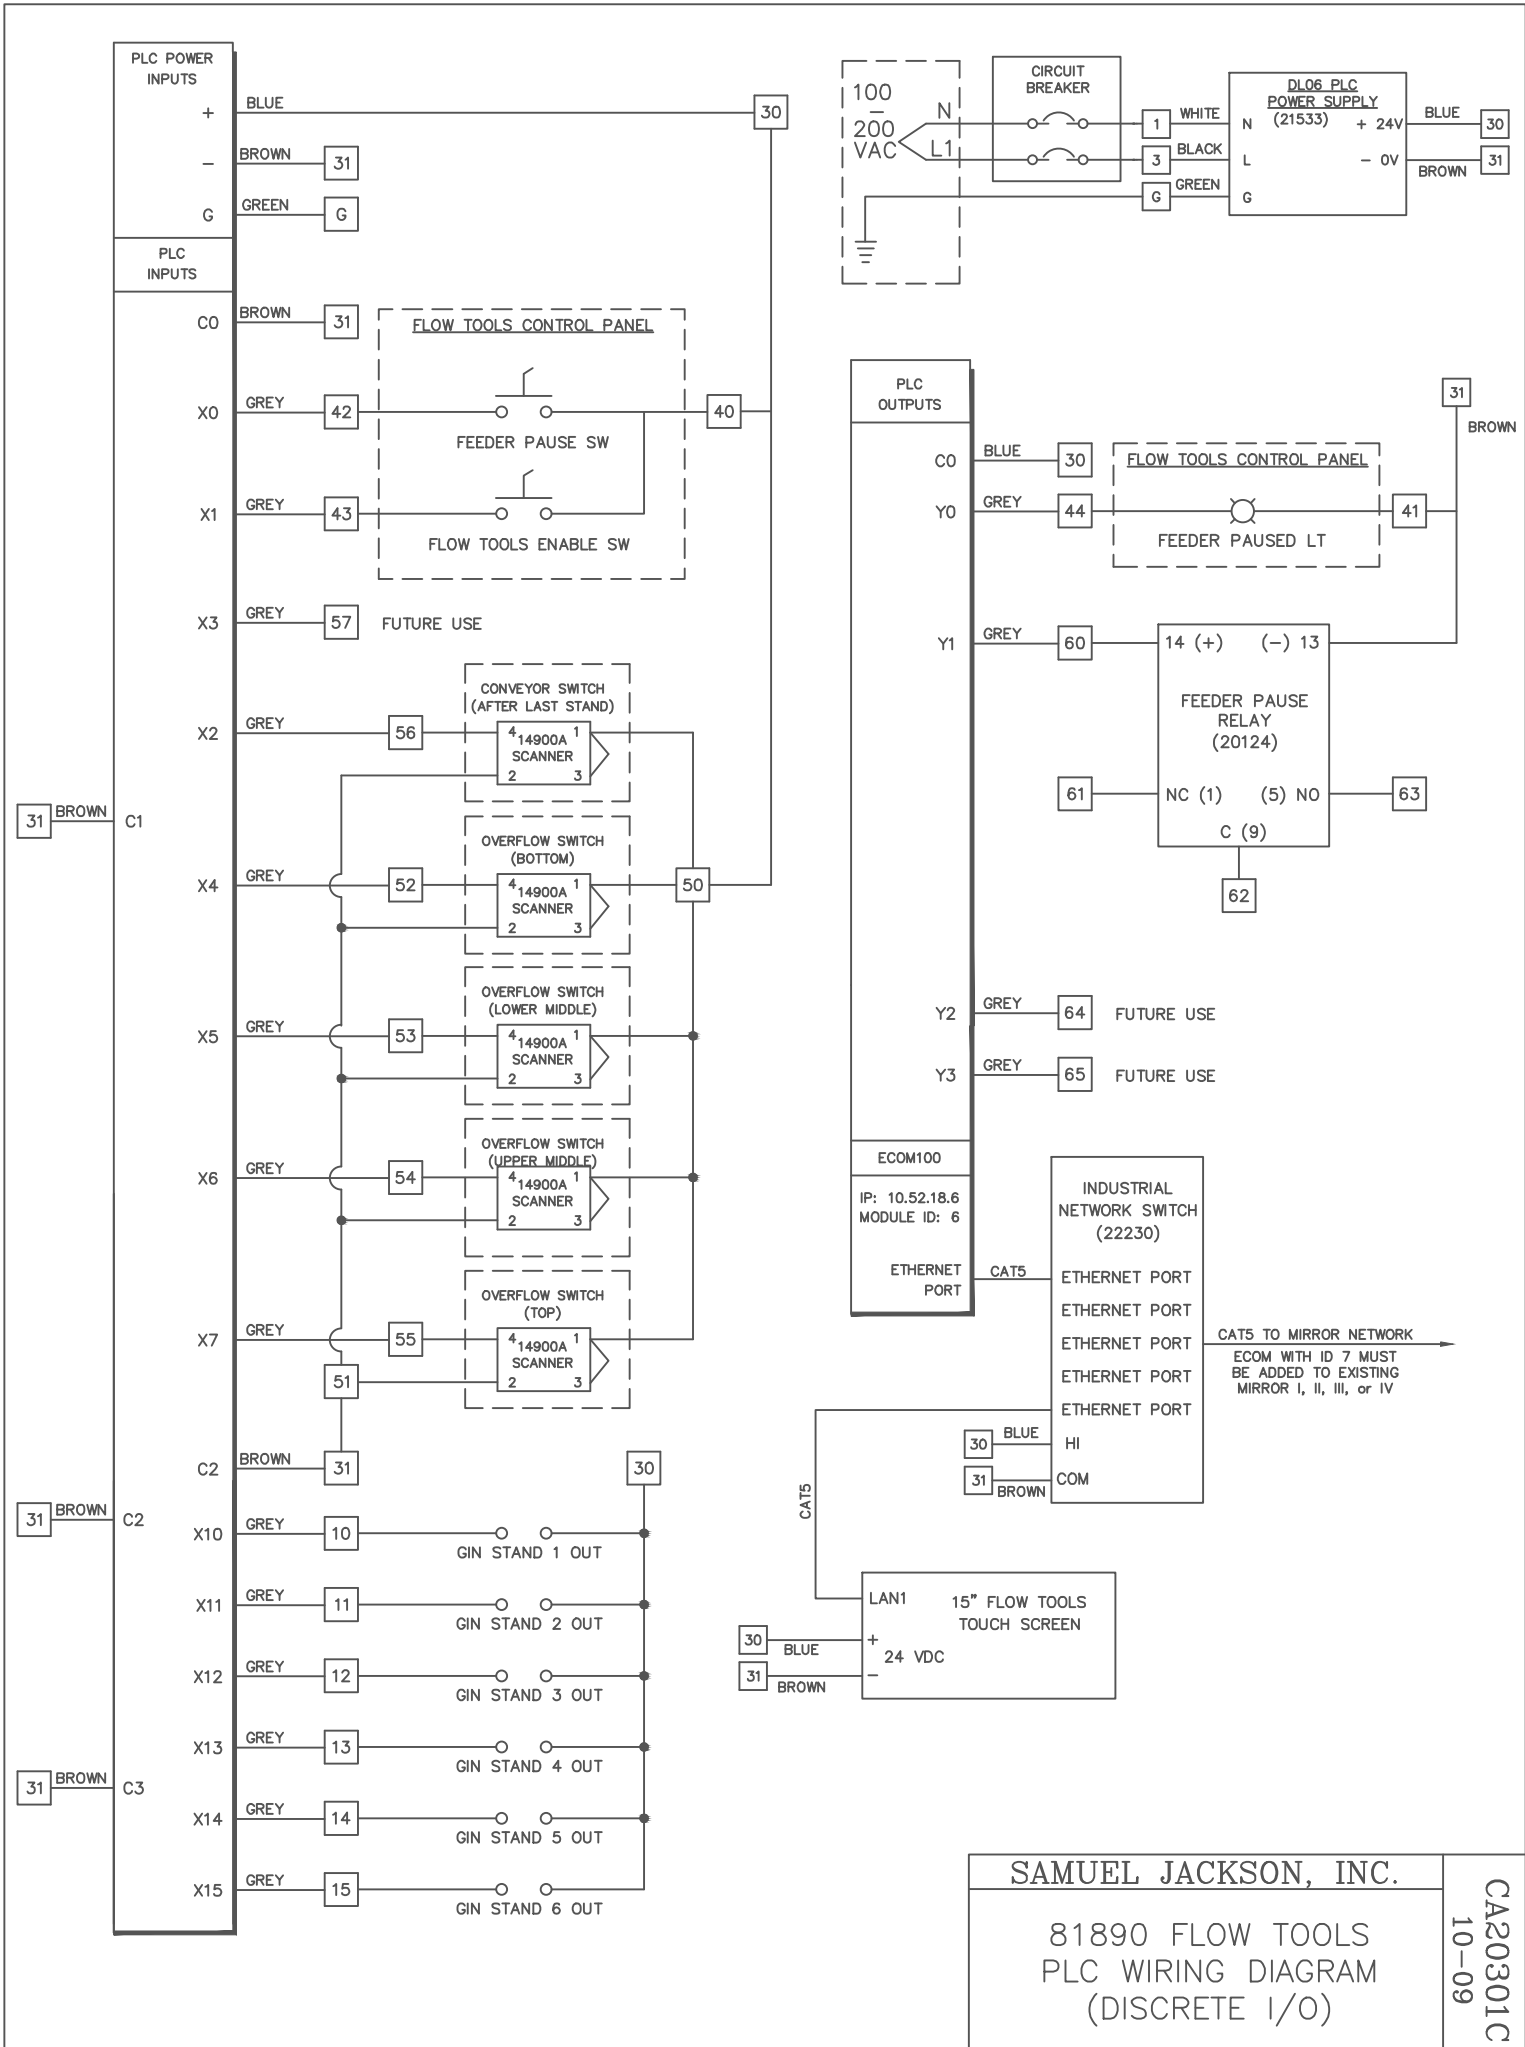 PLC POWER
INPUTS
+ BLUE 30
- BROWN 31
G GREEN G
PLC
INPUTS
C0 BROWN 31
FLOW TOOLS CONTROL PANEL
X0 GREY 42 40
FEEDER PAUSE SW
X1 GREY 43
FLOW TOOLS ENABLE SW
X3 GREY 57 FUTURE USE
CONVEYOR SWITCH
(AFTER LAST STAND)
X2 GREY 56 4 1
14900A
SCANNER
2 3
31 BROWN C1
OVERFLOW SWITCH
(BOTTOM)
X4 GREY 52 4 1 50
14900A
SCANNER
2 3
OVERFLOW SWITCH
(LOWER MIDDLE)
X5 GREY 53 4 1
14900A
SCANNER
2 3
OVERFLOW SWITCH
(UPPER MIDDLE)
X6 GREY 54 4 1
14900A
SCANNER
2 3
OVERFLOW SWITCH
(TOP)
X7 GREY 55 4 1
14900A
SCANNER
51 2 3
C2 BROWN 31 30
31 BROWN C2
X10 GREY 10
GIN STAND 1 OUT
X11 GREY 11
GIN STAND 2 OUT
X12 GREY 12
GIN STAND 3 OUT
X13 GREY 13
GIN STAND 4 OUT
31 BROWN C3
X14 GREY 14
GIN STAND 5 OUT
X15 GREY 15
GIN STAND 6 OUT
100
-
200
VAC
N
L1
CIRCUIT
BREAKER
1 WHITE
3 BLACK
G GREEN
DL06 PLC
POWER SUPPLY
(21533)
N + 24V BLUE 30
L - 0V BROWN 31
G
PLC
OUTPUTS
31
BROWN
C0 BLUE 30
FLOW TOOLS CONTROL PANEL
Y0 GREY 44 41
FEEDER PAUSED LT
Y1 GREY 60 14 (+) (-) 13
FEEDER PAUSE
RELAY
(20124)
61 NC (1) (5) NO 63
C (9)
62
Y2 GREY 64 FUTURE USE
Y3 GREY 65 FUTURE USE
ECOM100
IP: 10.52.18.6
MODULE ID: 6
ETHERNET
PORT
CAT5
INDUSTRIAL
NETWORK SWITCH
(22230)
ETHERNET PORT
ETHERNET PORT
ETHERNET PORT
ETHERNET PORT
ETHERNET PORT
CAT5 TO MIRROR NETWORK
ECOM WITH ID 7 MUST
BE ADDED TO EXISTING
MIRROR I, II, III, or IV
30 BLUE HI
31 BROWN COM
CAT5
LAN1
15" FLOW TOOLS
TOUCH SCREEN
30 BLUE +
24 VDC
31 BROWN -
SAMUEL JACKSON, INC.
81890 FLOW TOOLS
PLC WIRING DIAGRAM
(DISCRETE I/O)
CA20301C
10-09